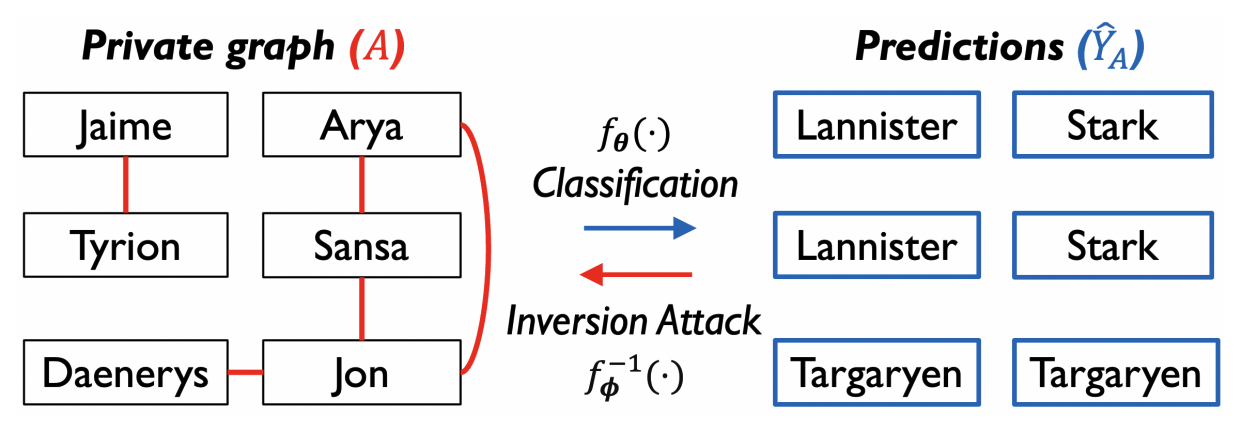 Private graph (A)
Predictions (Ŷ_A)
Jaime
Arya
Lannister
Stark
f_θ(·)
Classification
Tyrion
Sansa
Lannister
Stark
Inversion Attack
f_ϕ^{-1}(·)
Daenerys
Jon
Targaryen
Targaryen